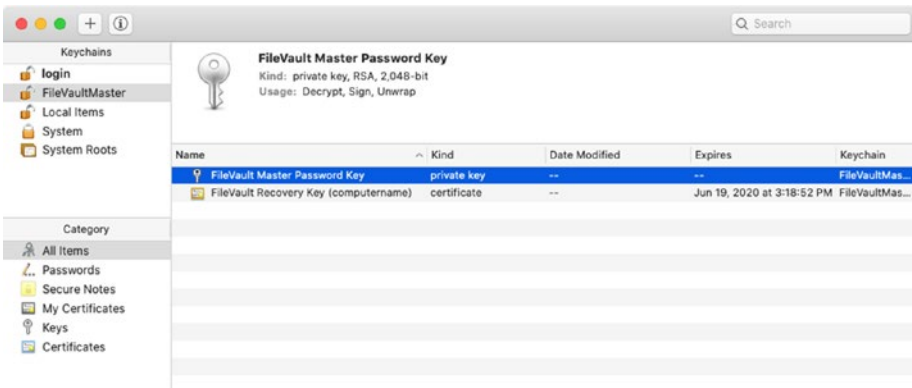 Search
Keychains
login
FileVaultMaster
Local Items
System
System Roots
FileVault Master Password Key
Kind: private key, RSA, 2,048-bit
Usage: Decrypt, Sign, Unwrap
Name Kind Date Modified Expires Keychain
FileVault Master Password Key private key -- -- FileVaultMas...
FileVault Recovery Key (computername) certificate -- Jun 19, 2020 at 3:18:52 PM FileVaultMas...
Category
All Items
Passwords
Secure Notes
My Certificates
Keys
Certificates